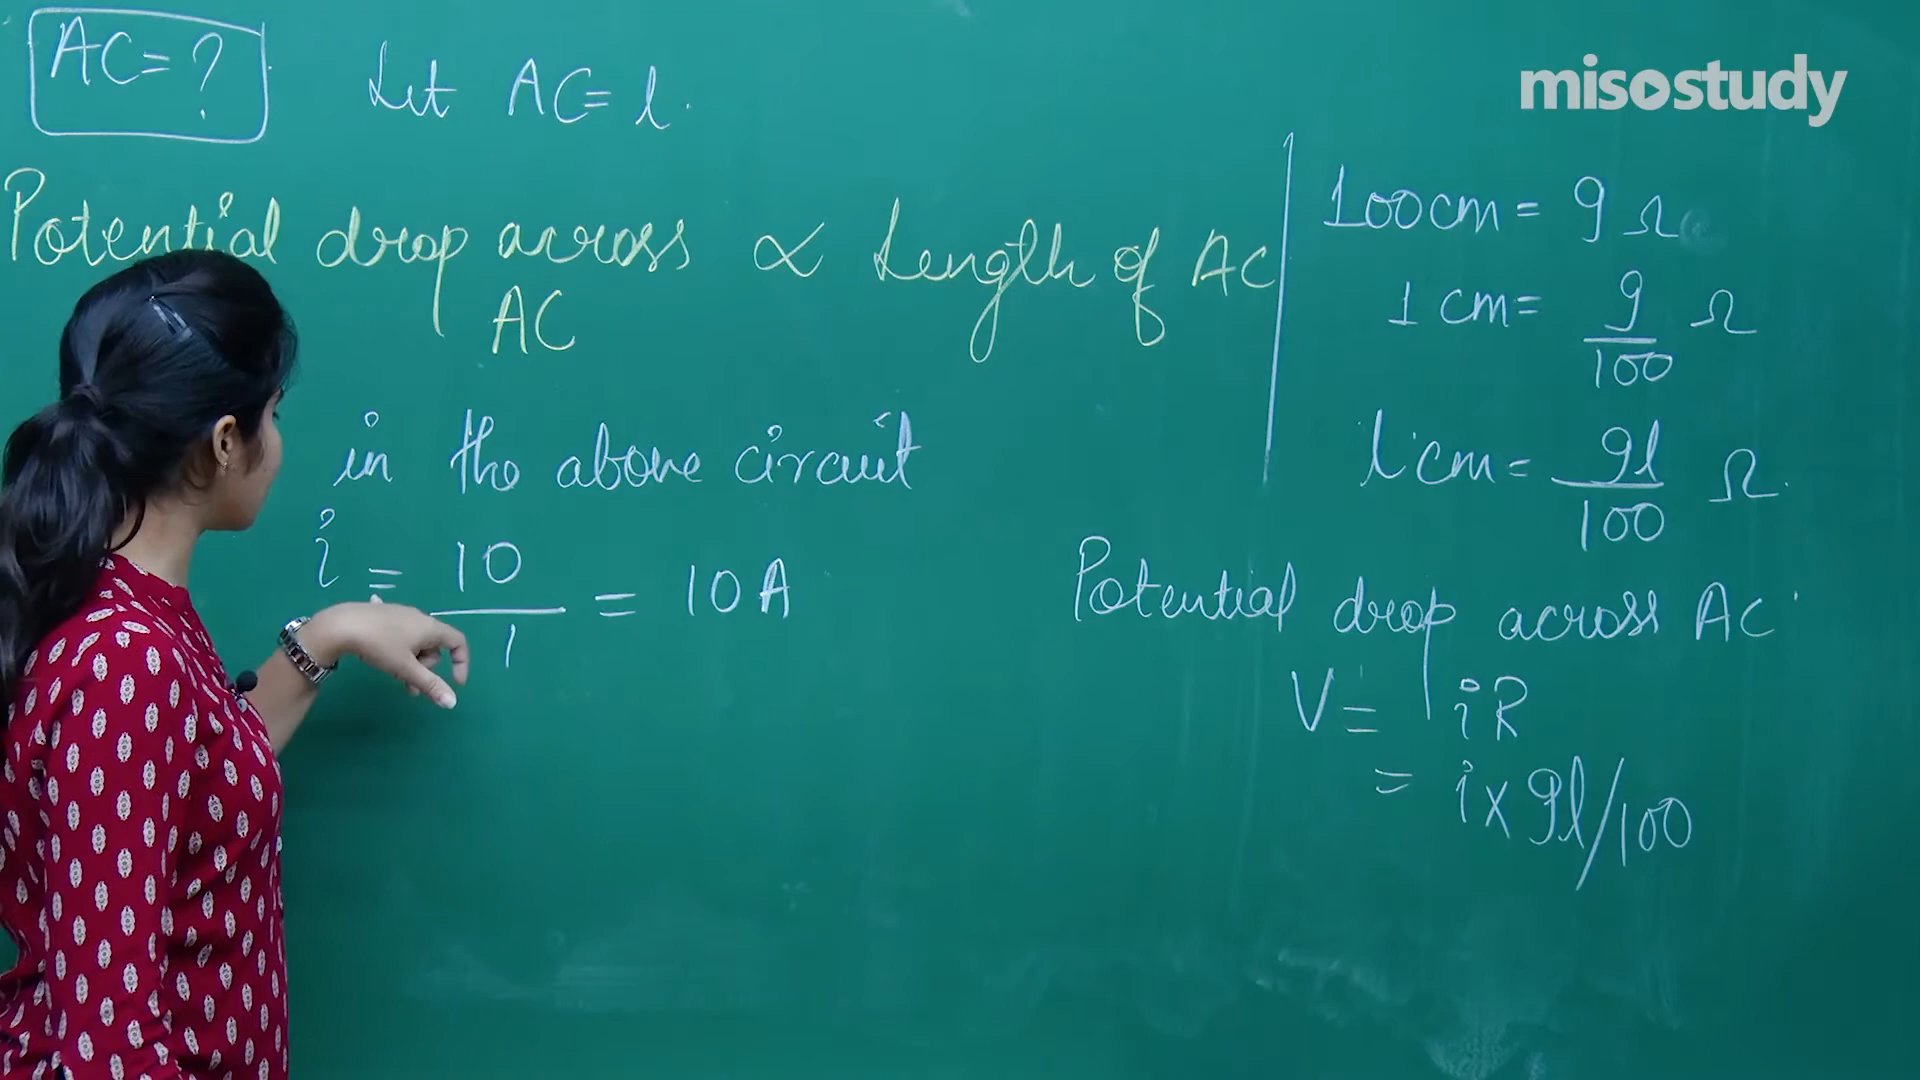 AC=?
Let AC= l.
misostudy
Potential drop across ∝ Length of AC
AC
in the above circuit
i = 10/1 = 10A
100cm = 9 Ω
1 cm = 9/100 Ω
l cm = 9l/100 Ω.
Potential drop across AC
V = iR
= i x 9l/100